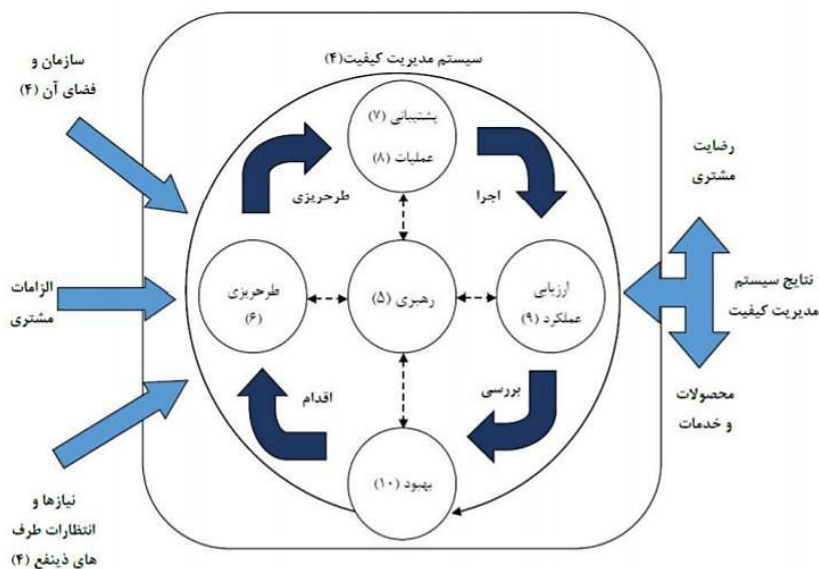 سیستم مدیریت کیفیت(۴)
سازمان و
فضای آن (۴)
الزامات
مشتری
نیازها و
انتظارات طرف
های ذینفع (۴)
پشتیبانی (۷)
عملیات (۸)
طرحریزی
اجرا
طرحریزی
(۶)
رهبری (۵)
ارزیابی
عملکرد (۹)
اقدام
بررسی
بهبود (۱۰)
رضایت
مشتری
نتایج سیستم
مدیریت کیفیت
محصولات
و خدمات